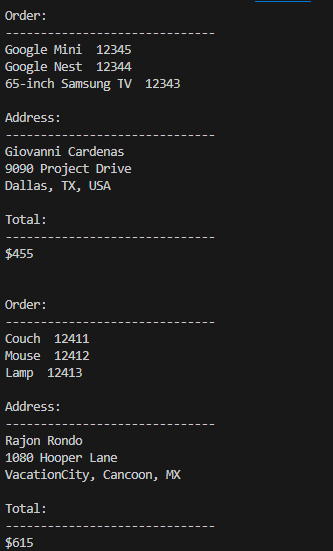 Order:
------------------------------
Google Mini  12345
Google Nest  12344
65-inch Samsung TV  12343
Address:
------------------------------
Giovanni Cardenas
9090 Project Drive
Dallas, TX, USA
Total:
------------------------------
$455
Order:
------------------------------
Couch  12411
Mouse  12412
Lamp  12413
Address:
------------------------------
Rajon Rondo
1080 Hooper Lane
VacationCity, Cancoon, MX
Total:
------------------------------
$615